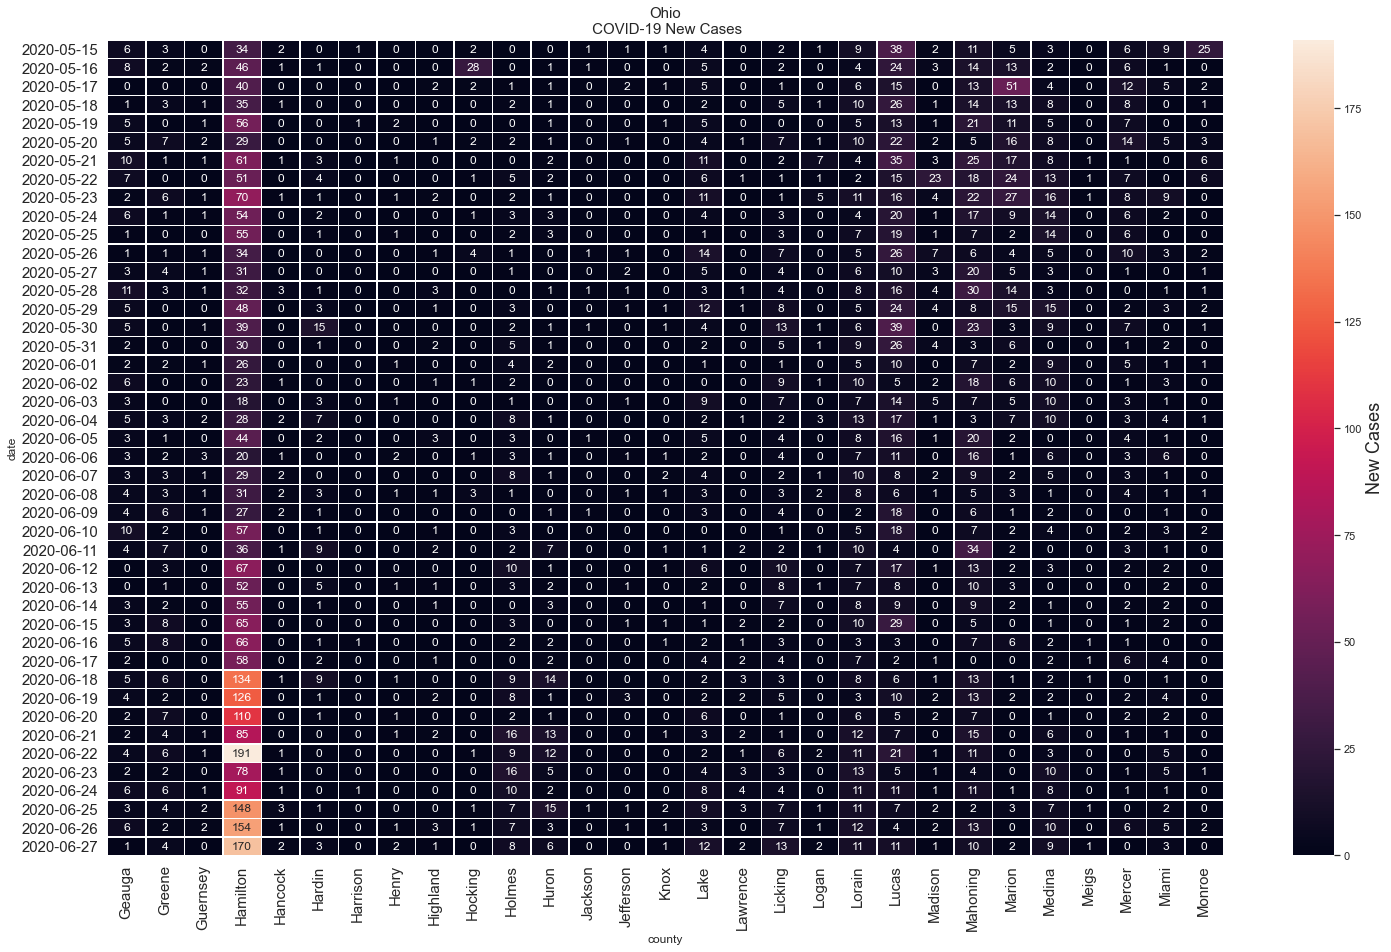 Ohio
COVID-19 New Cases
2020-05-15 6 3 0 34 2 0 1 0 0 2 0 0 1 1 1 4 0 2 1 9 38 2 11 5 3 0 6 9 25
2020-05-16 8 2 2 46 1 1 0 0 0 28 0 1 1 0 0 5 0 2 0 4 24 3 14 13 2 0 6 1 0
2020-05-17 0 0 0 40 0 0 0 0 2 2 1 1 0 2 1 5 0 1 0 6 15 0 13 51 4 0 12 5 2
2020-05-18 1 3 1 35 1 0 0 0 0 0 2 1 0 0 0 2 0 5 1 10 26 1 14 13 8 0 8 0 1
2020-05-19 5 0 1 56 0 0 1 2 0 0 1 0 0 0 1 5 0 0 0 5 13 1 21 11 5 0 7 0 0
2020-05-20 5 7 2 29 0 0 0 0 1 2 2 1 0 1 0 4 1 7 1 10 22 2 5 16 8 0 14 5 3
2020-05-21 10 1 1 61 1 3 0 1 0 0 0 2 0 0 0 11 0 2 7 4 35 3 25 17 8 1 1 0 6
2020-05-22 7 0 0 51 0 4 0 0 0 1 5 2 0 0 0 6 1 1 1 2 15 23 18 24 13 1 7 0 6
2020-05-23 2 6 1 70 1 1 0 1 2 0 2 1 0 0 0 11 0 1 5 11 16 4 22 27 16 1 8 9 0
2020-05-24 6 1 1 54 0 2 0 0 0 1 3 3 0 0 0 4 0 3 0 4 20 1 17 9 14 0 6 2 0
2020-05-25 1 0 0 55 0 1 0 1 0 0 2 3 0 0 0 1 0 3 0 7 19 1 7 2 14 0 6 0 0
2020-05-26 1 1 1 34 0 0 0 0 1 4 1 0 1 1 0 14 0 7 0 5 26 7 6 4 5 0 10 3 2
2020-05-27 3 4 1 31 0 0 0 0 0 0 1 0 0 2 0 5 0 4 0 6 10 3 20 5 3 0 1 0 1
2020-05-28 11 3 1 32 3 1 0 0 3 0 0 1 1 1 0 3 1 4 0 8 16 4 30 14 3 0 0 1 1
2020-05-29 5 0 0 48 0 3 0 0 1 0 3 0 0 1 1 12 1 8 0 5 24 4 8 15 15 0 2 3 2
2020-05-30 5 0 1 39 0 15 0 0 0 0 2 1 1 0 1 4 0 13 1 6 39 0 23 3 9 0 7 0 1
2020-05-31 2 0 0 30 0 1 0 0 2 0 5 1 0 0 0 2 0 5 1 9 26 4 3 6 0 0 1 2 0
2020-06-01 2 2 1 26 0 0 0 1 0 0 4 2 0 0 0 1 0 1 0 5 10 0 7 2 9 0 5 1 1
2020-06-02 6 0 0 23 1 0 0 0 1 1 2 0 0 0 0 0 0 9 1 10 5 2 18 6 10 0 1 3 0
2020-06-03 3 0 0 18 0 3 0 1 0 0 1 0 0 1 0 9 0 7 0 7 14 5 7 5 10 0 3 1 0
2020-06-04 5 3 2 28 2 7 0 0 0 0 8 1 0 0 0 2 1 2 3 13 17 1 3 7 10 0 3 4 1
2020-06-05 3 1 0 44 0 2 0 0 3 0 3 0 1 0 0 5 0 4 0 8 16 1 20 2 0 0 4 1 0
2020-06-06 3 2 3 20 1 0 0 2 0 1 3 1 0 1 1 2 0 4 0 7 11 0 16 1 6 0 3 6 0
2020-06-07 3 3 1 29 2 0 0 0 0 0 8 1 0 0 2 4 0 2 1 10 8 2 9 2 5 0 3 1 0
2020-06-08 4 3 1 31 2 3 0 1 1 3 1 0 0 1 1 3 0 3 2 8 6 1 5 3 1 0 4 1 1
2020-06-09 4 6 1 27 2 1 0 0 0 0 0 1 1 0 0 3 0 4 0 2 18 0 6 1 2 0 0 1 0
2020-06-10 10 2 0 57 0 1 0 0 1 0 3 0 0 0 0 0 0 1 0 5 18 0 7 2 4 0 2 3 2
2020-06-11 4 7 0 36 1 9 0 0 2 0 2 7 0 0 1 1 2 2 1 10 4 0 34 2 0 0 3 1 0
2020-06-12 0 3 0 67 0 0 0 0 0 0 10 1 0 0 1 6 0 10 0 7 17 1 13 2 3 0 2 2 0
2020-06-13 0 1 0 52 0 5 0 1 1 0 3 2 0 1 0 2 0 8 1 7 8 0 10 3 0 0 0 2 0
2020-06-14 3 2 0 55 0 1 0 0 1 0 0 3 0 0 0 1 0 7 0 8 9 0 9 2 1 0 2 2 0
2020-06-15 3 8 0 65 0 0 0 0 0 0 3 0 0 1 1 1 2 2 0 10 29 0 5 0 1 0 1 2 0
2020-06-16 5 8 0 66 0 1 1 0 0 0 2 2 0 0 1 2 1 3 0 3 3 0 7 6 2 1 1 0 0
2020-06-17 2 0 0 58 0 2 0 0 1 0 0 2 0 0 0 4 2 4 0 7 2 1 0 0 2 1 6 4 0
2020-06-18 5 6 0 134 1 9 0 1 0 0 9 14 0 0 0 2 3 3 0 8 6 1 13 1 2 1 0 1 0
2020-06-19 4 2 0 126 0 1 0 0 2 0 8 1 0 3 0 2 2 5 0 3 10 2 13 2 2 0 2 4 0
2020-06-20 2 7 0 110 0 1 0 1 0 0 2 1 0 0 0 6 0 1 0 6 5 2 7 0 1 0 2 2 0
2020-06-21 2 4 1 85 0 0 0 1 2 0 16 13 0 0 0 1 2 1 0 12 7 0 15 0 6 0 1 1 0
2020-06-22 4 6 1 191 1 0 0 0 0 1 9 12 0 0 0 2 1 6 2 11 21 1 11 0 3 0 0 5 0
2020-06-23 2 2 0 78 1 0 0 0 0 0 16 5 0 0 0 4 3 3 0 13 5 1 4 0 10 0 1 5 1
2020-06-24 6 6 1 91 1 0 1 0 0 0 10 2 0 0 0 8 4 4 0 11 11 1 11 1 8 0 1 1 0
2020-06-25 3 4 2 148 3 1 0 0 0 1 7 15 1 1 2 9 3 7 1 11 7 2 2 3 7 1 0 2 0
2020-06-26 6 2 2 154 1 0 0 1 3 1 7 3 0 1 1 3 0 7 1 12 4 2 13 0 10 0 6 5 2
2020-06-27 1 4 0 170 2 3 0 2 1 0 8 6 0 0 1 12 2 13 2 11 11 1 10 2 9 1 0 3 0
Geauga Greene Guernsey Hamilton Hancock Hardin Harrison Henry Highland Hocking Holmes Huron Jackson Jefferson Knox Lake Lawrence Licking Logan Lorain Lucas Madison Mahoning Marion Medina Meigs Mercer Miami Monroe
county
date
175
150
125
100
75
50
25
0
New Cases